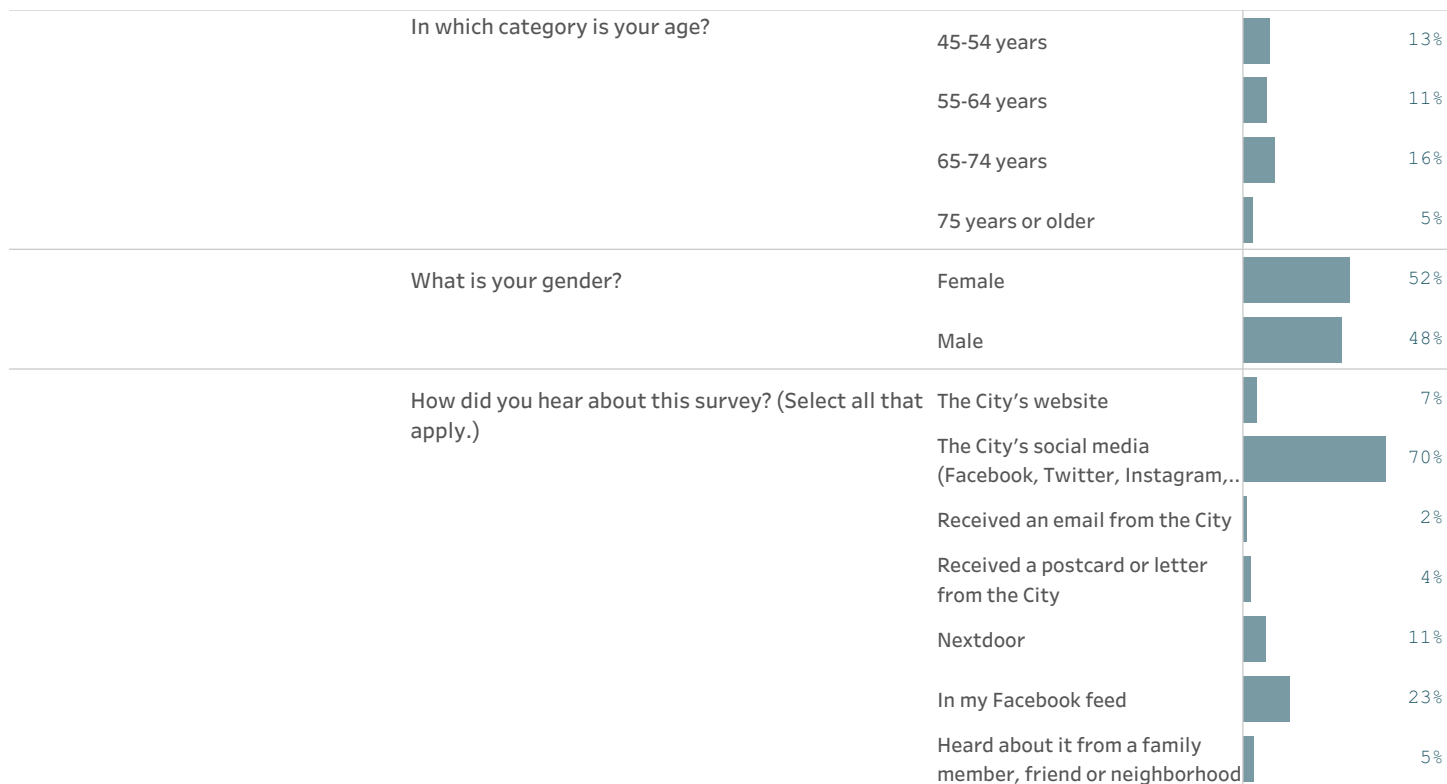 In which category is your age?
45-54 years
13%
55-64 years
11%
65-74 years
16%
75 years or older
5%
What is your gender?
Female
52%
Male
48%
How did you hear about this survey? (Select all that
apply.)
The City’s website
7%
The City’s social media
(Facebook, Twitter, Instagram,..
70%
Received an email from the City
2%
Received a postcard or letter
from the City
4%
Nextdoor
11%
In my Facebook feed
23%
Heard about it from a family
member, friend or neighborhood
5%